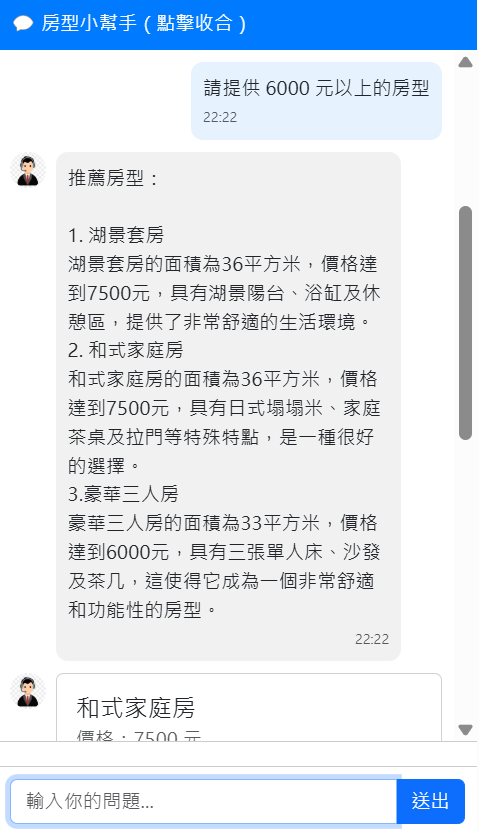 房型小幫手（點擊收合）
請提供 6000 元以上的房型
22:22
推薦房型：
1. 湖景套房
湖景套房的面積為36平方米，價格達
到7500元，具有湖景陽台、浴缸及休
憩區，提供了非常舒適的生活環境。
2. 和式家庭房
和式家庭房的面積為36平方米，價格
達到7500元，具有日式塌塌米、家庭
茶桌及拉門等特殊特點，是一種很好
的選擇。
3.豪華三人房
豪華三人房的面積為33平方米，價格
達到6000元，具有三張單人床、沙發
及茶几，這使得它成為一個非常舒適
和功能性的房型。
22:22
和式家庭房
價格：7500 元
輸入你的問題...
送出